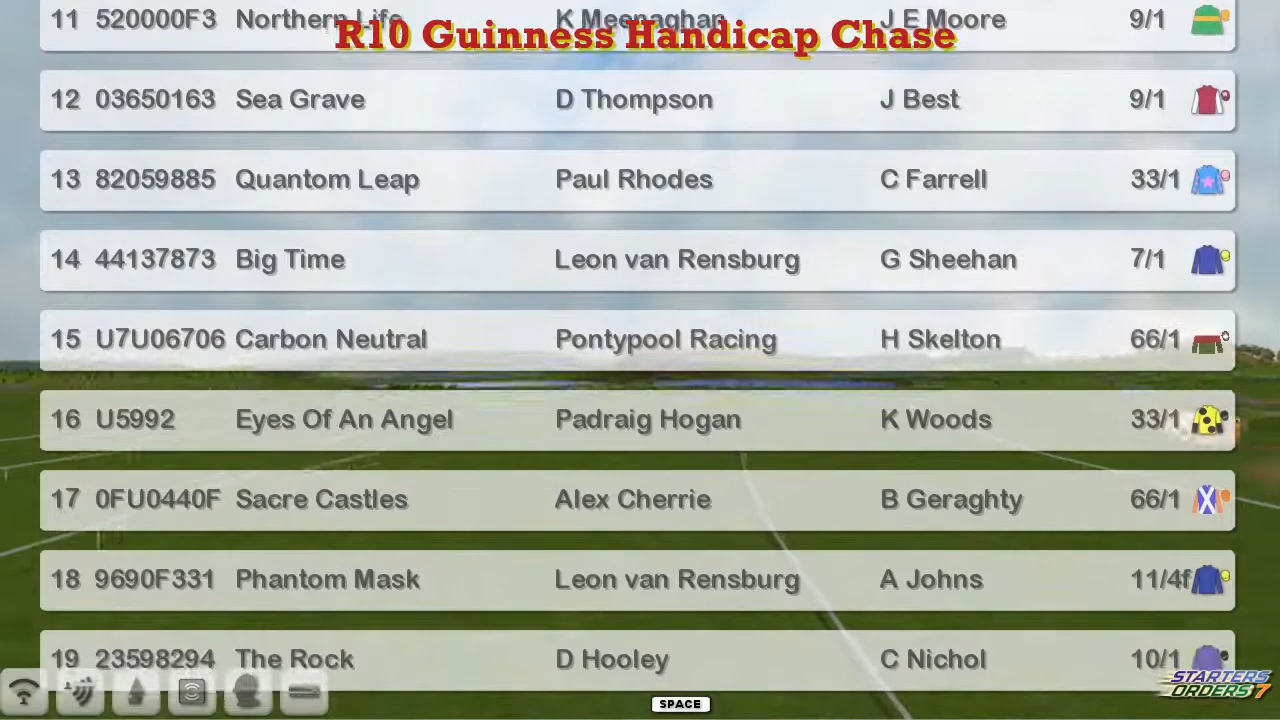 11 520000F3 Northern Life K Meenaghan J E Moore 9/1
R10 Guinness Handicap Chase
12 03650163 Sea Grave D Thompson J Best 9/1
13 82059885 Quantum Leap Paul Rhodes C Farrell 33/1
14 44137873 Big Time Leon van Rensburg G Sheehan 7/1
15 U7U06706 Carbon Neutral Pontypool Racing H Skelton 66/1
16 U5992 Eyes Of An Angel Padraig Hogan K Woods 33/1
17 0FU0440F Sacre Castles Alex Cherrie B Geraghty 66/1
18 9690F331 Phantom Mask Leon van Rensburg A Johns 11/4f
19 23598294 The Rock D Hooley C Nichol 10/1
STARTERS
ORDERS 7
SPACE